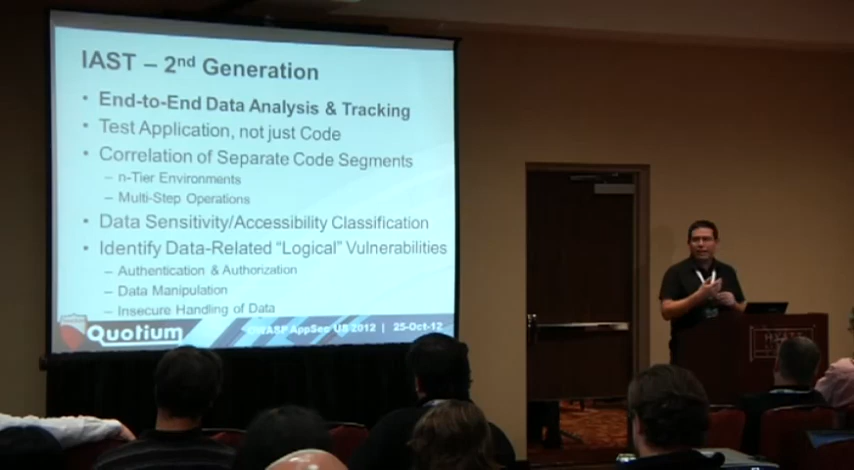 IAST – 2nd Generation
• End-to-End Data Analysis & Tracking
• Test Application, not just Code
• Correlation of Separate Code Segments
– n-Tier Environments
– Multi-Step Operations
• Data Sensitivity/Accessibility Classification
• Identify Data-Related “Logical” Vulnerabilities
– Authentication & Authorization
– Data Manipulation
– Insecure Handling of Data
Quotium
OWASP AppSec US 2012 | 25-Oct-12
HYATT